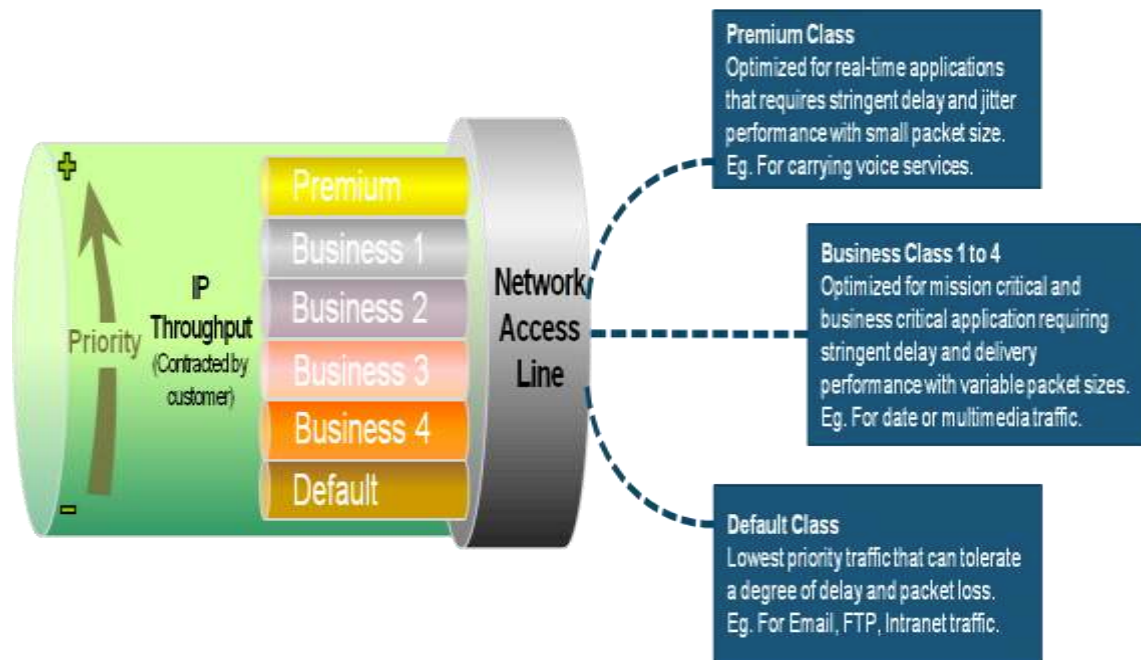 +
Priority
−
IP
Throughput
(Contracted by
customer)
Premium
Business 1
Business 2
Business 3
Business 4
Default
Network
Access
Line
Premium Class
Optimized for real-time applications
that requires stringent delay and jitter
performance with small packet size.
Eg. For carrying voice services.
Business Class 1 to 4
Optimized for mission critical and
business critical application requiring
stringent delay and delivery
performance with variable packet sizes.
Eg. For date or multimedia traffic.
Default Class
Lowest priority traffic that can tolerate
a degree of delay and packet loss.
Eg. For Email, FTP, Intranet traffic.